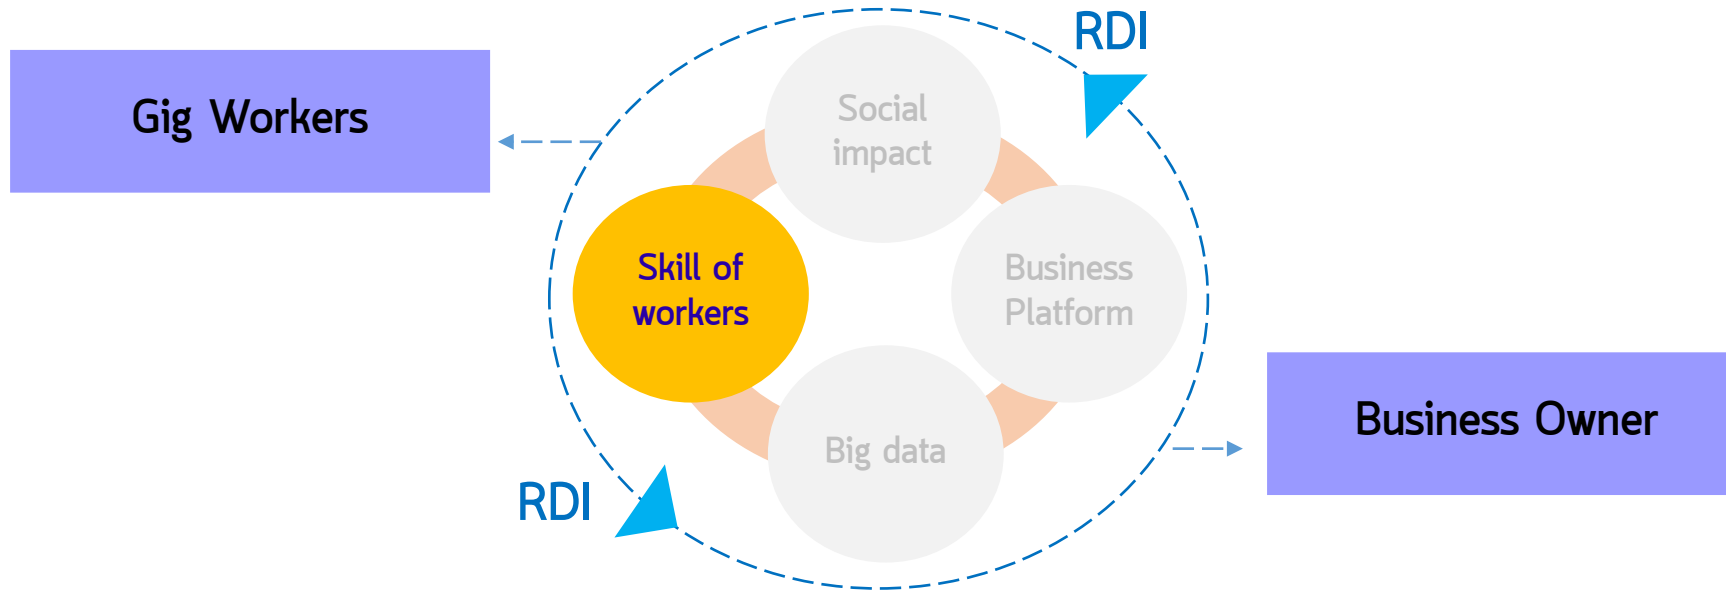 RDI
Gig Workers
Social
impact
Skill of
workers
Business
Platform
Business Owner
Big data
RDI